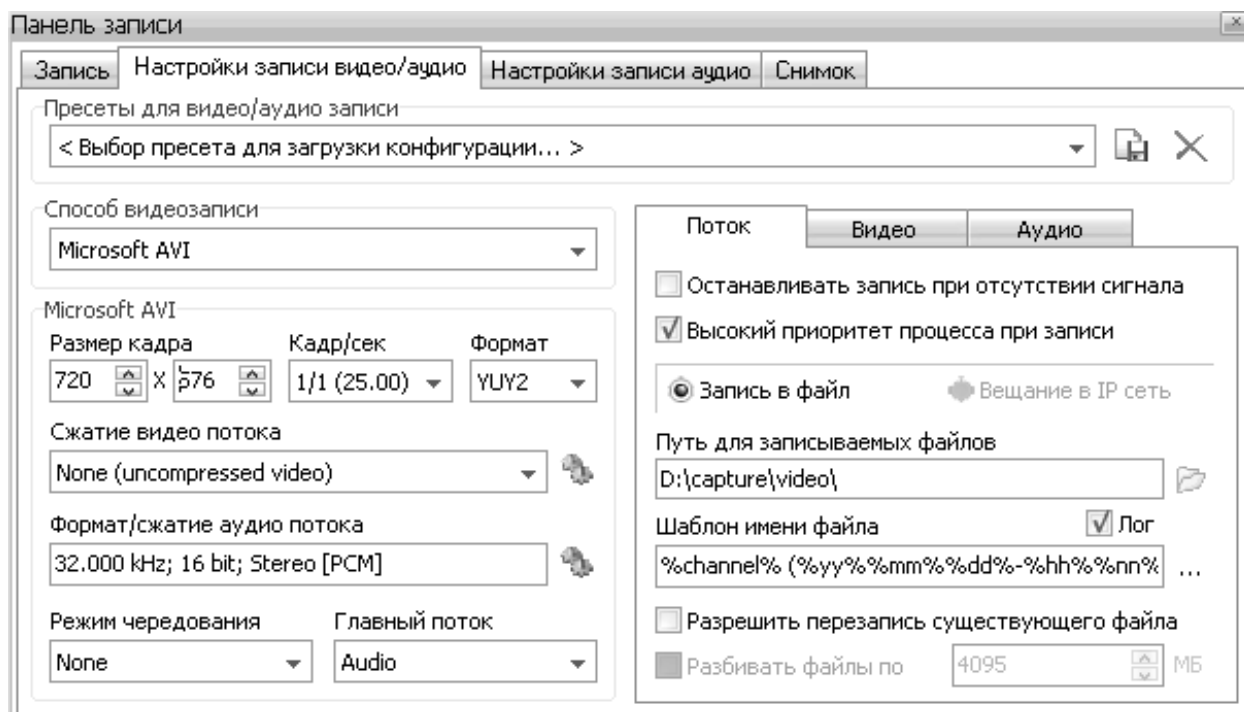 Панель записи
Запись Настройки записи видео/аудио Настройки записи аудио Снимок
Пресеты для видео/аудио записи
< Выбор пресета для загрузки конфигурации... >
Способ видеозаписи
Microsoft AVI
Microsoft AVI
Размер кадра Кадр/сек Формат
720 X 576 1/1 (25.00) YUY2
Сжатие видео потока
None (uncompressed video)
Формат/сжатие аудио потока
32.000 kHz; 16 bit; Stereo [PCM]
Режим чередования Главный поток
None Audio
Поток Видео Аудио
Останавливать запись при отсутствии сигнала
Высокий приоритет процесса при записи
Запись в файл Вещание в IP сеть
Путь для записываемых файлов
D:\capture\video\
Шаблон имени файла Лог
%channel% (%yy%%mm%%dd%-%hh%%nn% ...
Разрешить перезапись существующего файла
Разбивать файлы по 4095 МБ